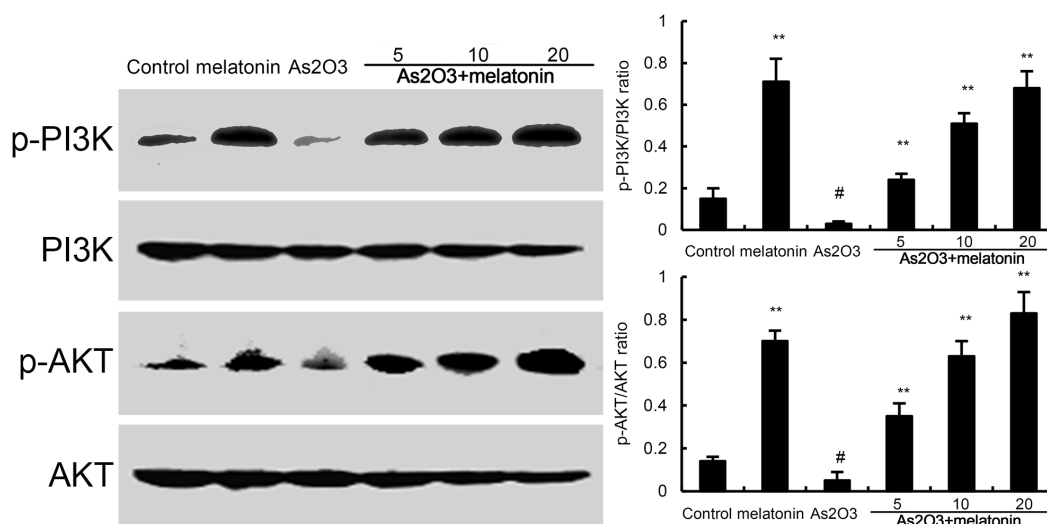 5 10 20
Control melatonin As2O3 As2O3+melatonin
p-PI3K
PI3K
p-AKT
AKT
p-PI3K/PI3K ratio
1
0.8
0.6
0.4
0.2
0
**
#
**
**
**
5 10 20
Control melatonin As2O3 As2O3+melatonin
p-AKT/AKT ratio
1
0.8
0.6
0.4
0.2
0
**
#
**
**
**
5 10 20
Control melatonin As2O3 As2O3+melatonin